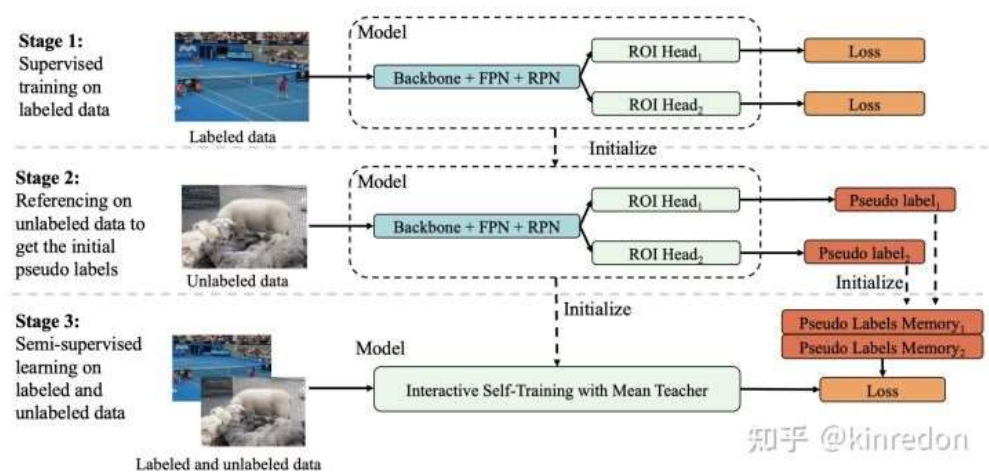 Stage 1:
Supervised
training on
labeled data
Labeled data
Model
Backbone + FPN + RPN
ROI Head₁
ROI Head₂
Loss
Loss
Initialize
Stage 2:
Referencing on
unlabeled data to
get the initial
pseudo labels
Unlabeled data
Model
Backbone + FPN + RPN
ROI Head₁
ROI Head₂
Pseudo label₁
Pseudo label₂
Initialize
Initialize
Stage 3:
Semi-supervised
learning on
labeled and
unlabeled data
Labeled and unlabeled data
Model
Interactive Self-Training with Mean Teacher
Pseudo Labels Memory₁
Pseudo Labels Memory₂
Loss
知乎 @kinredon